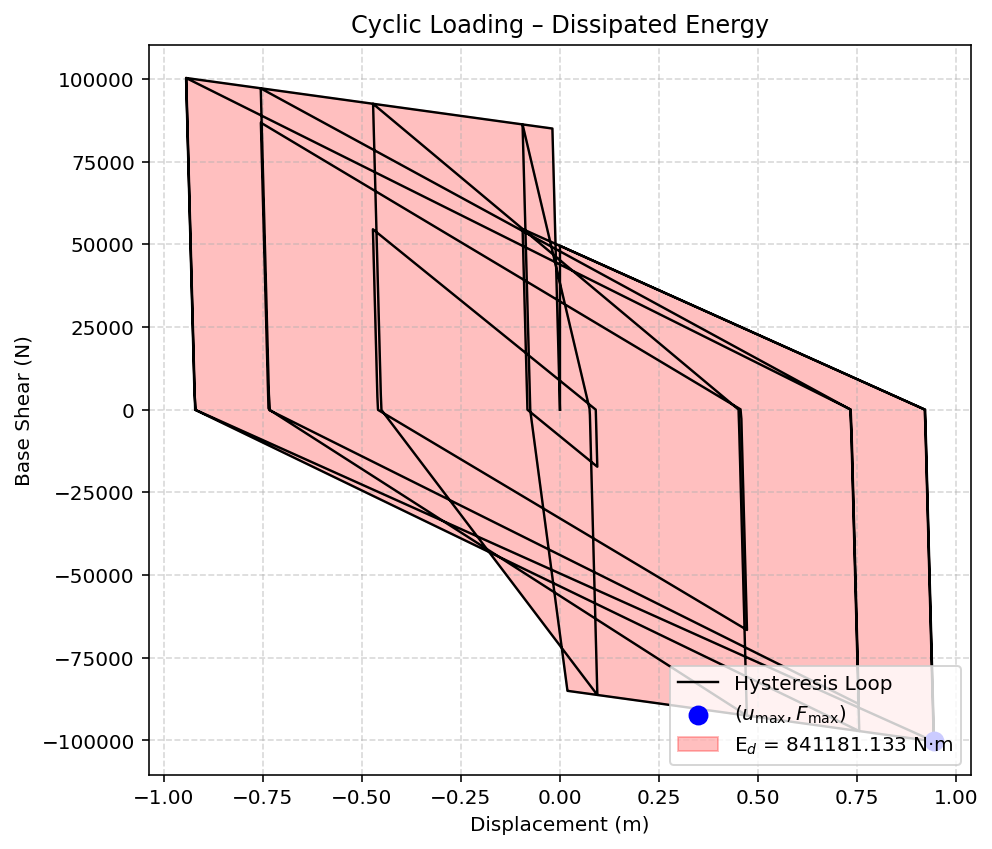 Cyclic Loading – Dissipated Energy
Base Shear (N)
100000
75000
50000
25000
0
−25000
−50000
−75000
−100000
Hysteresis Loop
(u_max, F_max)
E_d = 841181.133 N·m
−1.00 −0.75 −0.50 −0.25 0.00 0.25 0.50 0.75 1.00
Displacement (m)